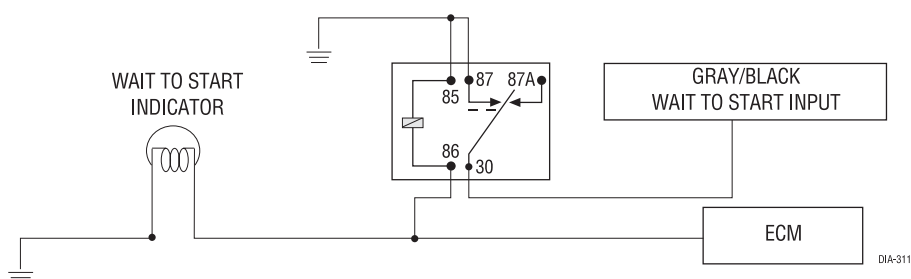 WAIT TO START
INDICATOR
85
87
87A
86
30
GRAY/BLACK
WAIT TO START INPUT
ECM
DIA-311